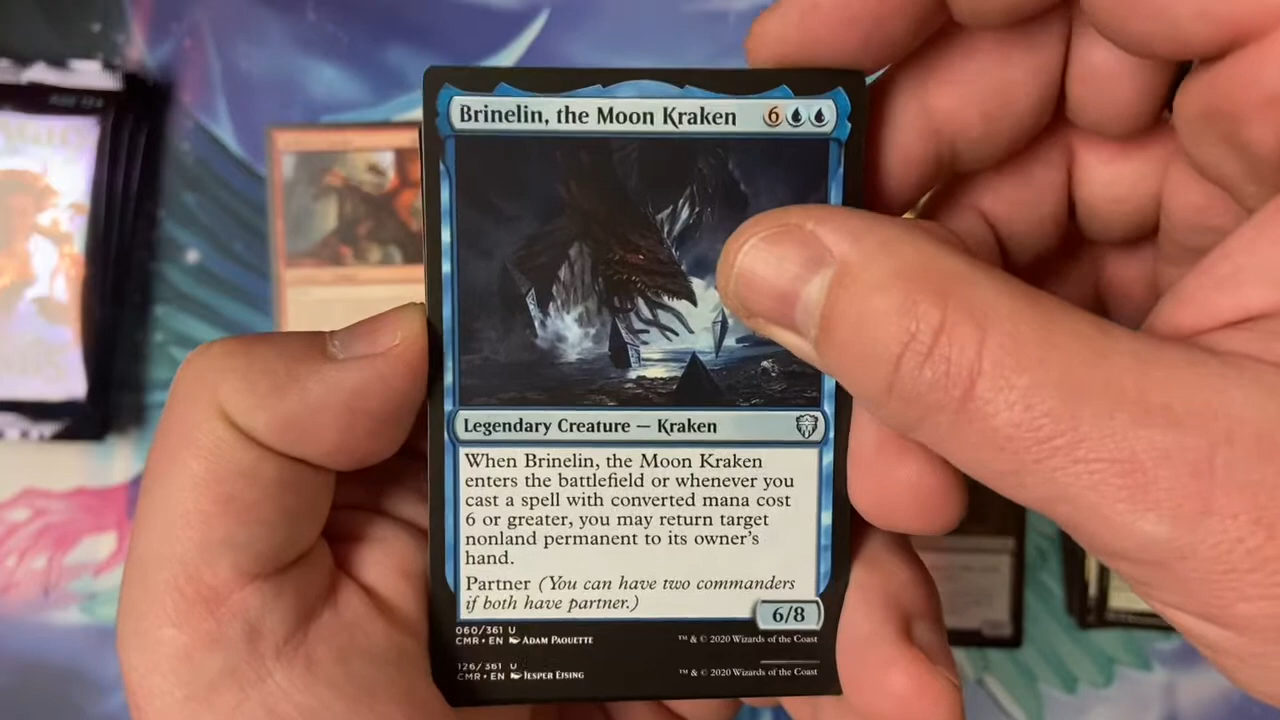 Brinelin, the Moon Kraken 6
Legendary Creature — Kraken
When Brinelin, the Moon Kraken
enters the battlefield or whenever you
cast a spell with converted mana cost
6 or greater, you may return target
nonland permanent to its owner's
hand.
Partner (You can have two commanders
if both have partner.)
6/8
060/361 U
CMR • EN ADAM PAQUETTE
™ & © 2020 Wizards of the Coast
126/361 U
CMR • EN JESPER EJSING
™ & © 2020 Wizards of the Coast